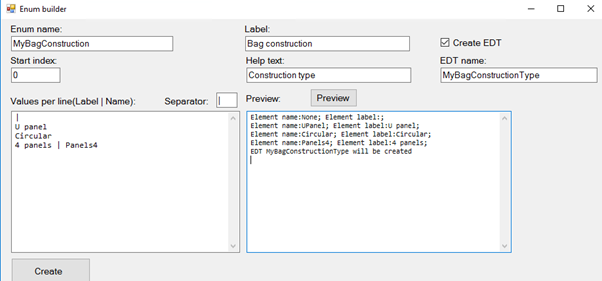 Enum builder
Enum name:
Label:
MyBagConstruction
Bag construction
Create EDT
Start index:
Help text:
EDT name:
0
Construction type
MyBagConstructionType
Values per line(Label | Name):
Separator:
|
Preview:
Preview
|
U panel
Circular
4 panels | Panels4
Element name:None; Element label:;
Element name:UPanel; Element label:U panel;
Element name:Circular; Element label:Circular;
Element name:Panels4; Element label:4 panels;
EDT MyBagConstructionType will be created
Create